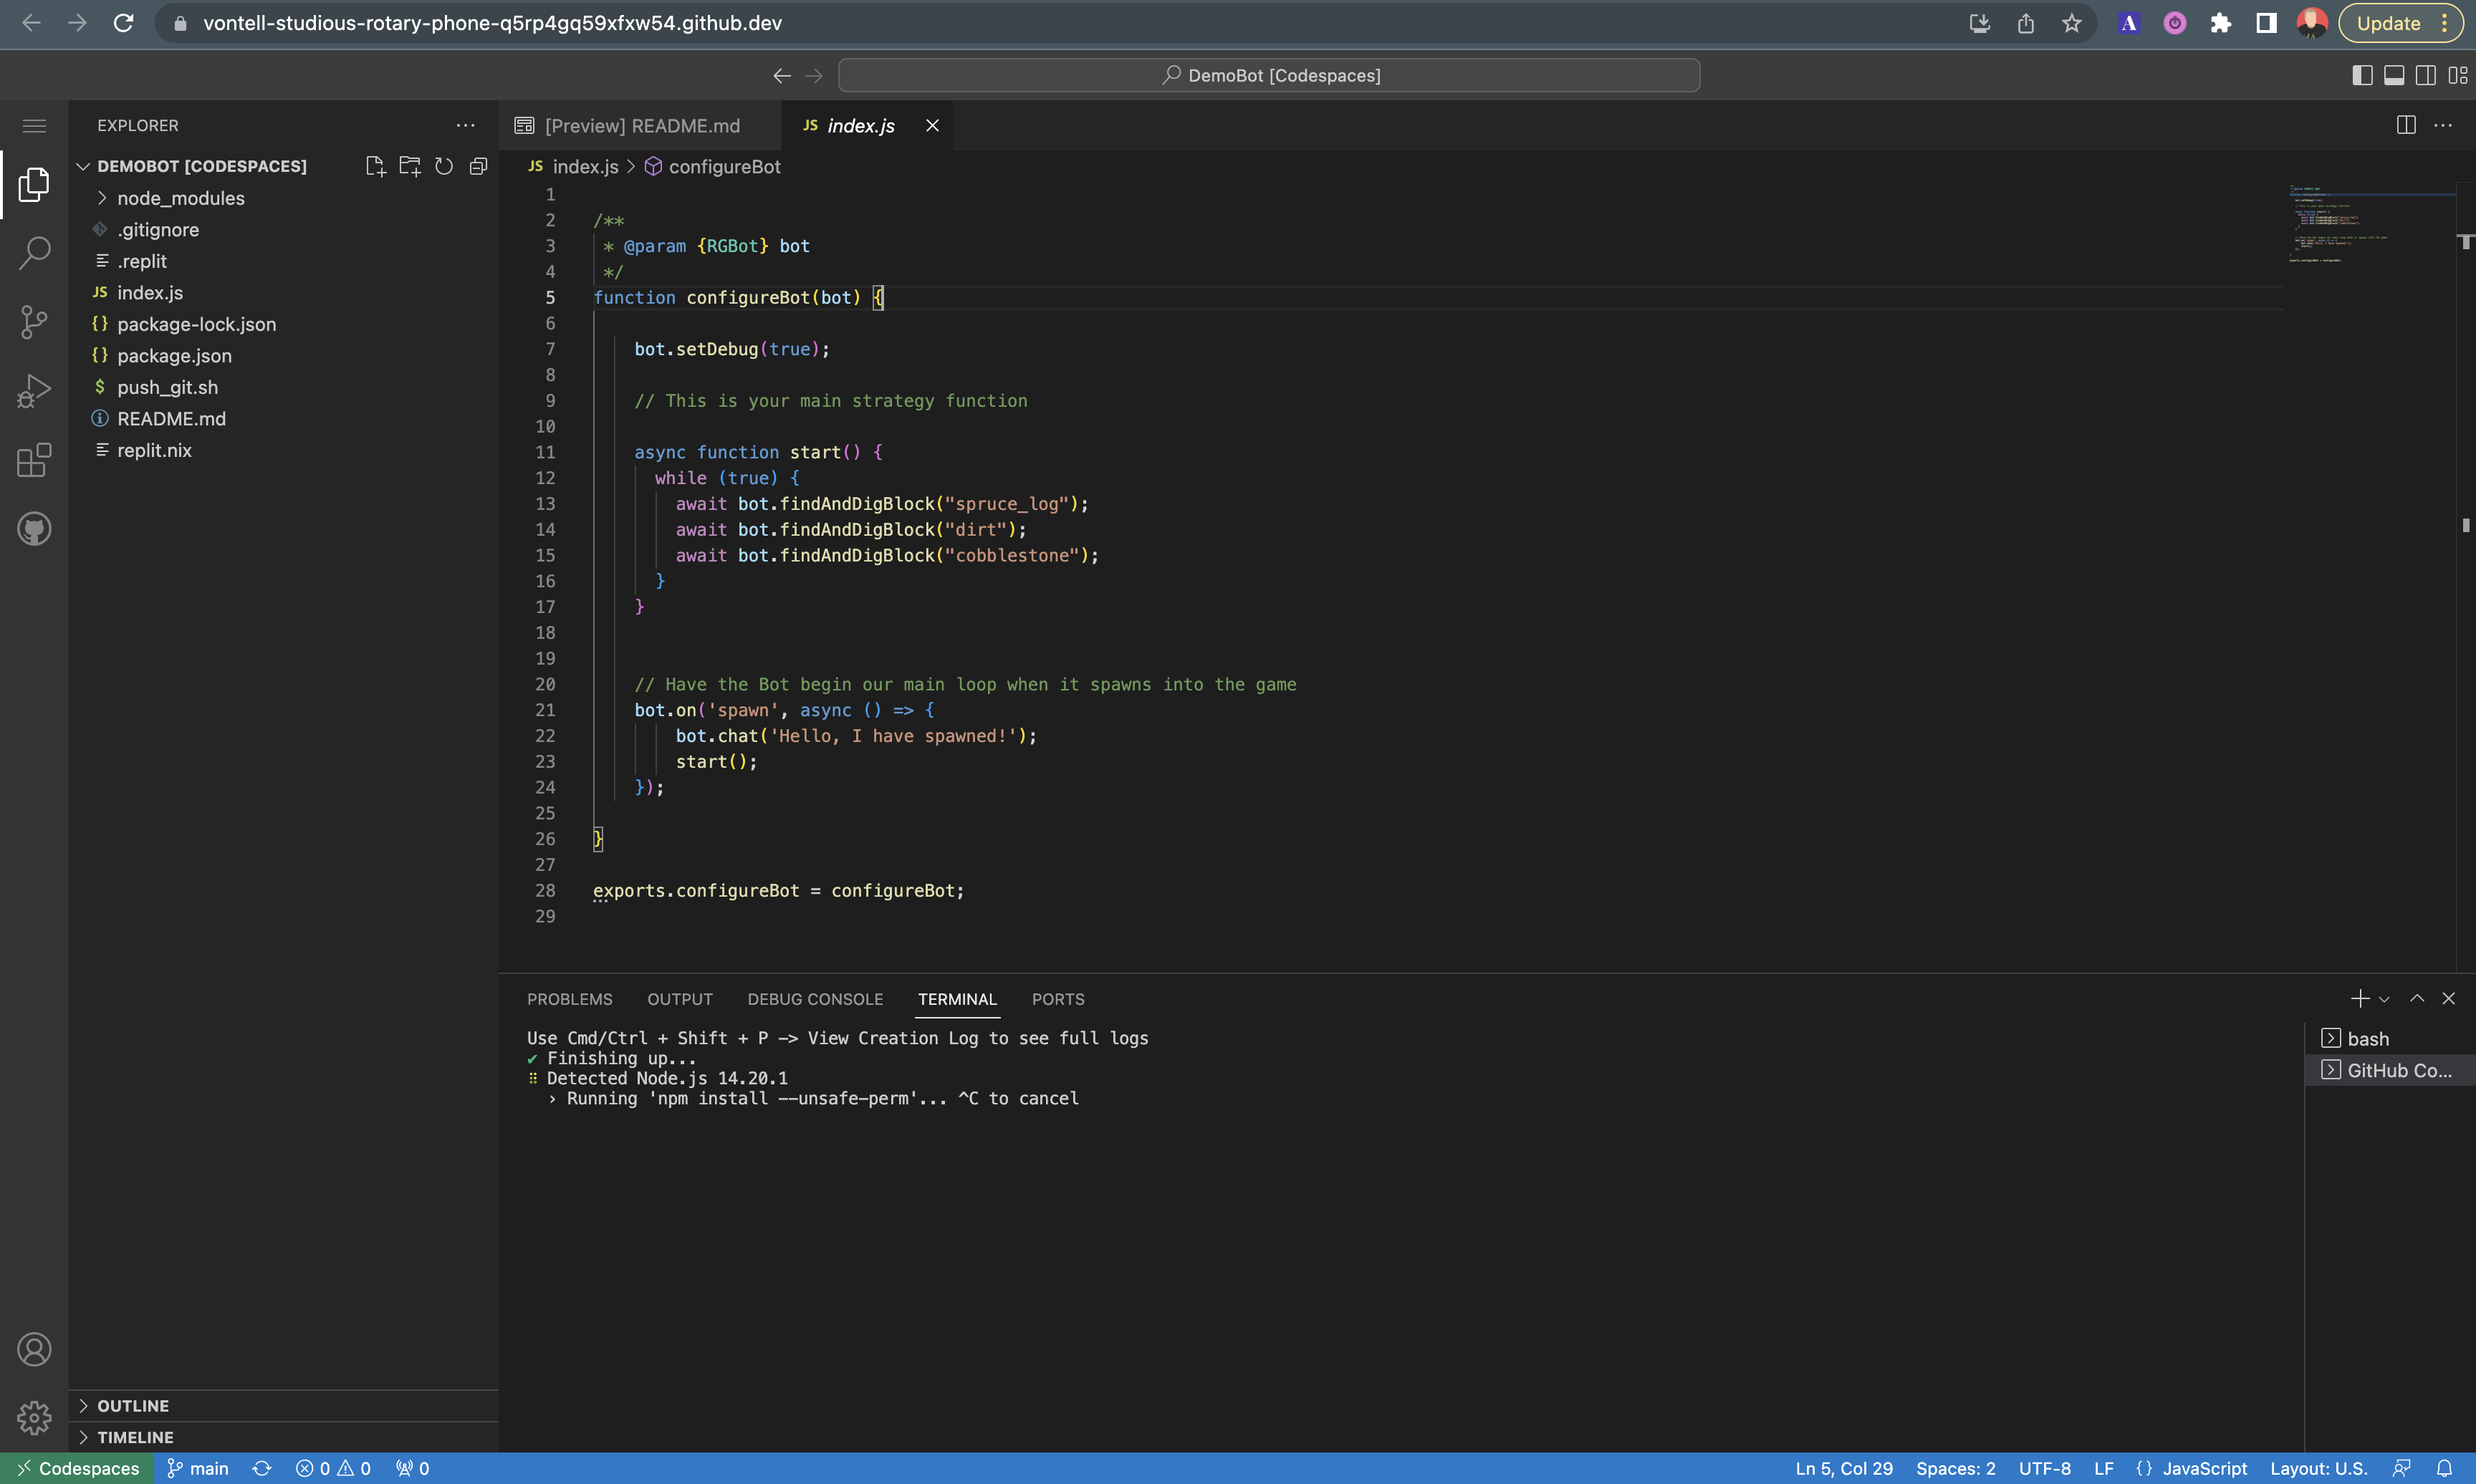 vontell-studious-rotary-phone-q5rp4gq59xfxw54.github.dev
A
Update
DemoBot [Codespaces]
EXPLORER
DEMOBOT [CODESPACES]
node_modules
.gitignore
.replit
JS index.js
{} package-lock.json
{} package.json
$ push_git.sh
README.md
replit.nix
OUTLINE
TIMELINE
[Preview] README.md
JS index.js
JS index.js > configureBot
1
2 /**
3 * @param {RGBot} bot
4 */
5 function configureBot(bot) {
6
7 bot.setDebug(true);
8
9 // This is your main strategy function
10
11 async function start() {
12 while (true) {
13 await bot.findAndDigBlock("spruce_log");
14 await bot.findAndDigBlock("dirt");
15 await bot.findAndDigBlock("cobblestone");
16 }
17 }
18
19
20 // Have the Bot begin our main loop when it spawns into the game
21 bot.on('spawn', async () => {
22 bot.chat('Hello, I have spawned!');
23 start();
24 });
25
26 }
27
28 exports.configureBot = configureBot;
29
PROBLEMS OUTPUT DEBUG CONSOLE TERMINAL PORTS
Use Cmd/Ctrl + Shift + P -> View Creation Log to see full logs
✔ Finishing up...
⠿ Detected Node.js 14.20.1
› Running 'npm install --unsafe-perm'... ^C to cancel
bash
GitHub Co...
Codespaces main 0 0 0
Ln 5, Col 29 Spaces: 2 UTF-8 LF {} JavaScript Layout: U.S.